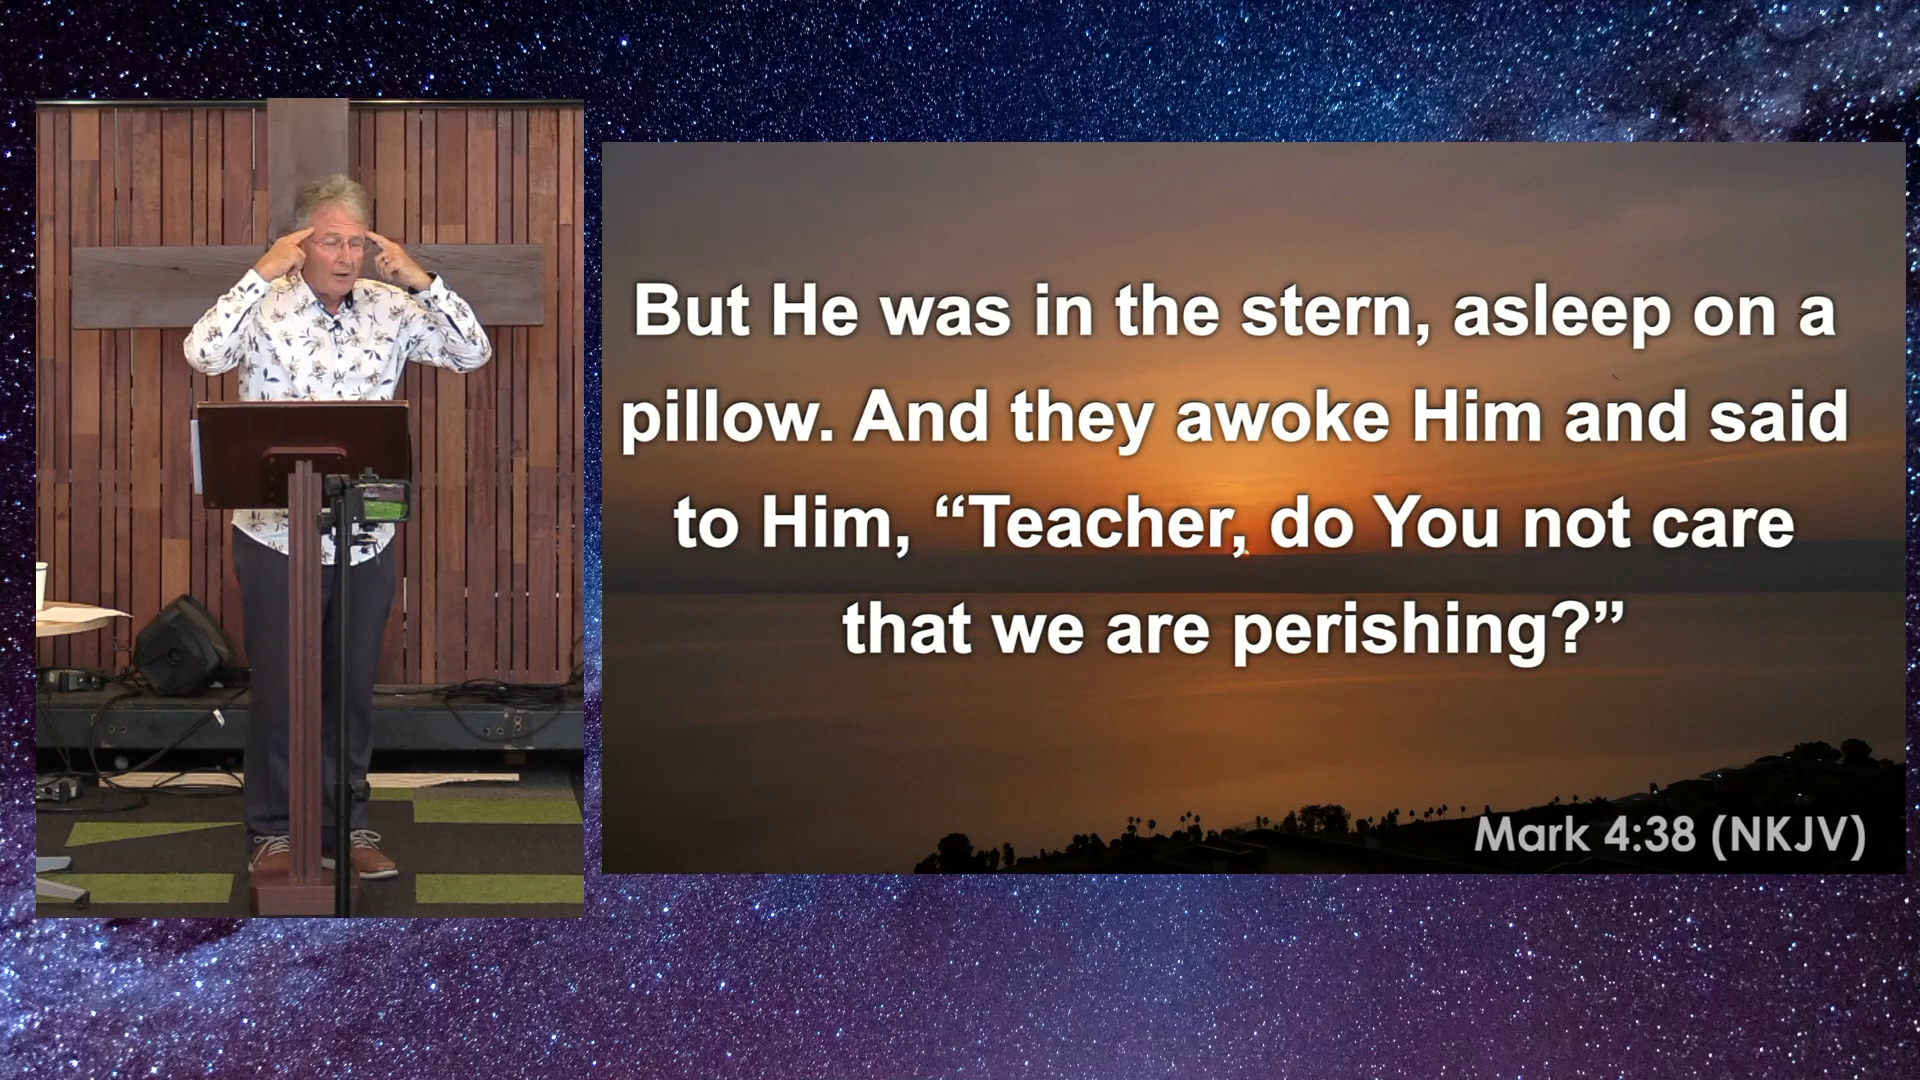 But He was in the stern, asleep on a
pillow. And they awoke Him and said
to Him, “Teacher, do You not care
that we are perishing?”
Mark 4:38 (NKJV)